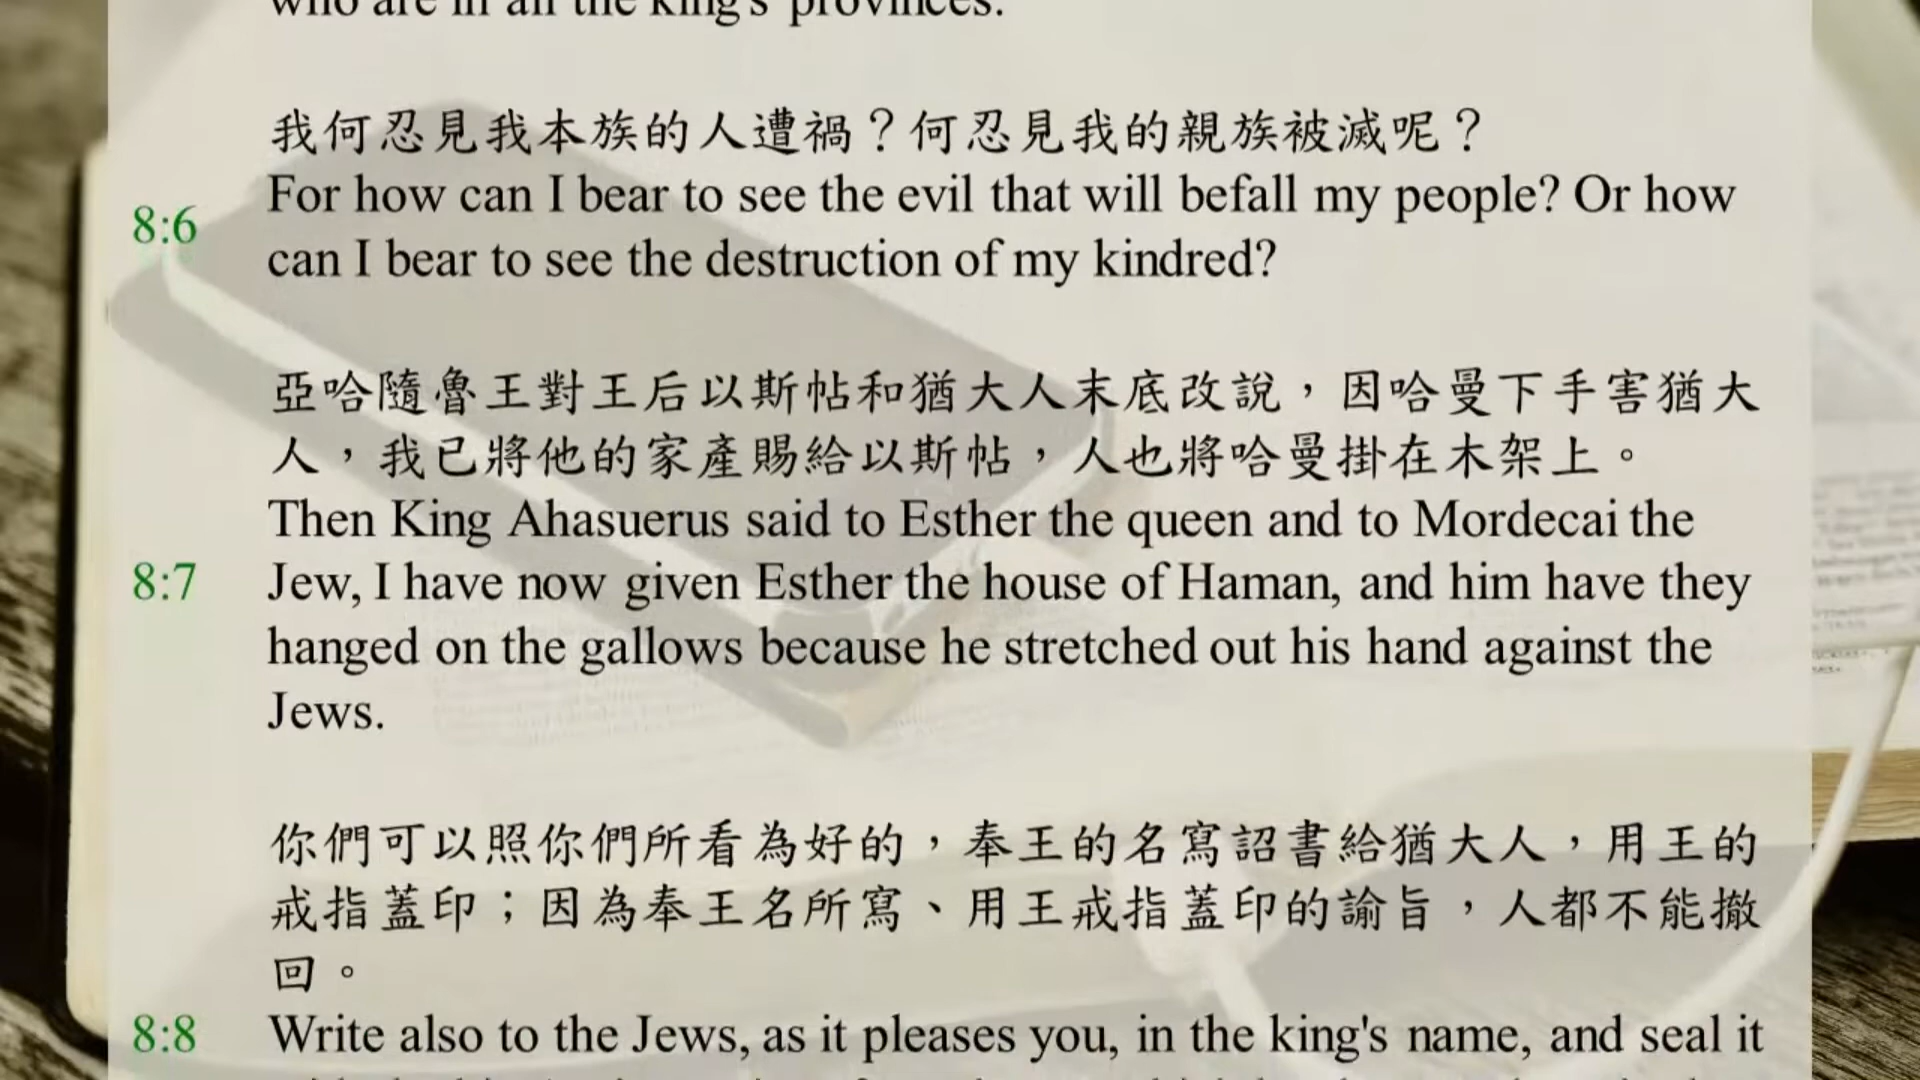 who are in all the king's provinces.
我何忍見我本族的人遭禍？何忍見我的親族被滅呢？
For how can I bear to see the evil that will befall my people? Or how
8:6
can I bear to see the destruction of my kindred?
亞哈隨魯王對王后以斯帖和猶大人末底改說，因哈曼下手害猶大
人，我已將他的家產賜給以斯帖，人也將哈曼掛在木架上。
Then King Ahasuerus said to Esther the queen and to Mordecai the
8:7 Jew, I have now given Esther the house of Haman, and him have they
hanged on the gallows because he stretched out his hand against the
Jews.
你們可以照你們所看為好的，奉王的名寫詔書給猶大人，用王的
戒指蓋印；因為奉王名所寫、用王戒指蓋印的諭旨，人都不能撤
回。
8:8 Write also to the Jews, as it pleases you, in the king's name, and seal it